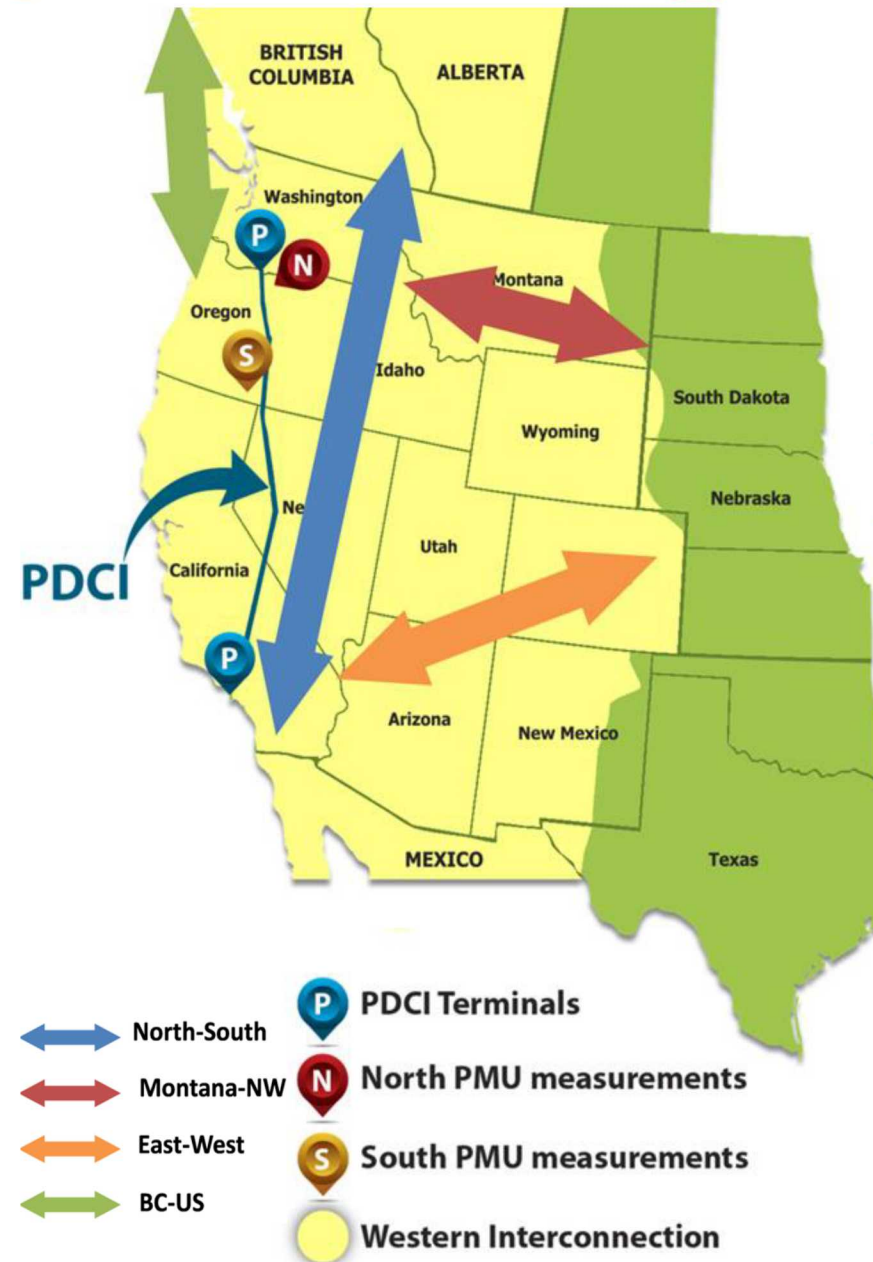 BRITISH
COLUMBIA
ALBERTA
Washington
P
N
Montana
Oregon
S
Idaho
South Dakota
Wyoming
Nebraska
Ne
Utah
PDCI
California
P
Arizona
New Mexico
MEXICO
Texas
P PDCI Terminals
North-South
N North PMU measurements
Montana-NW
East-West
S South PMU measurements
BC-US
Western Interconnection